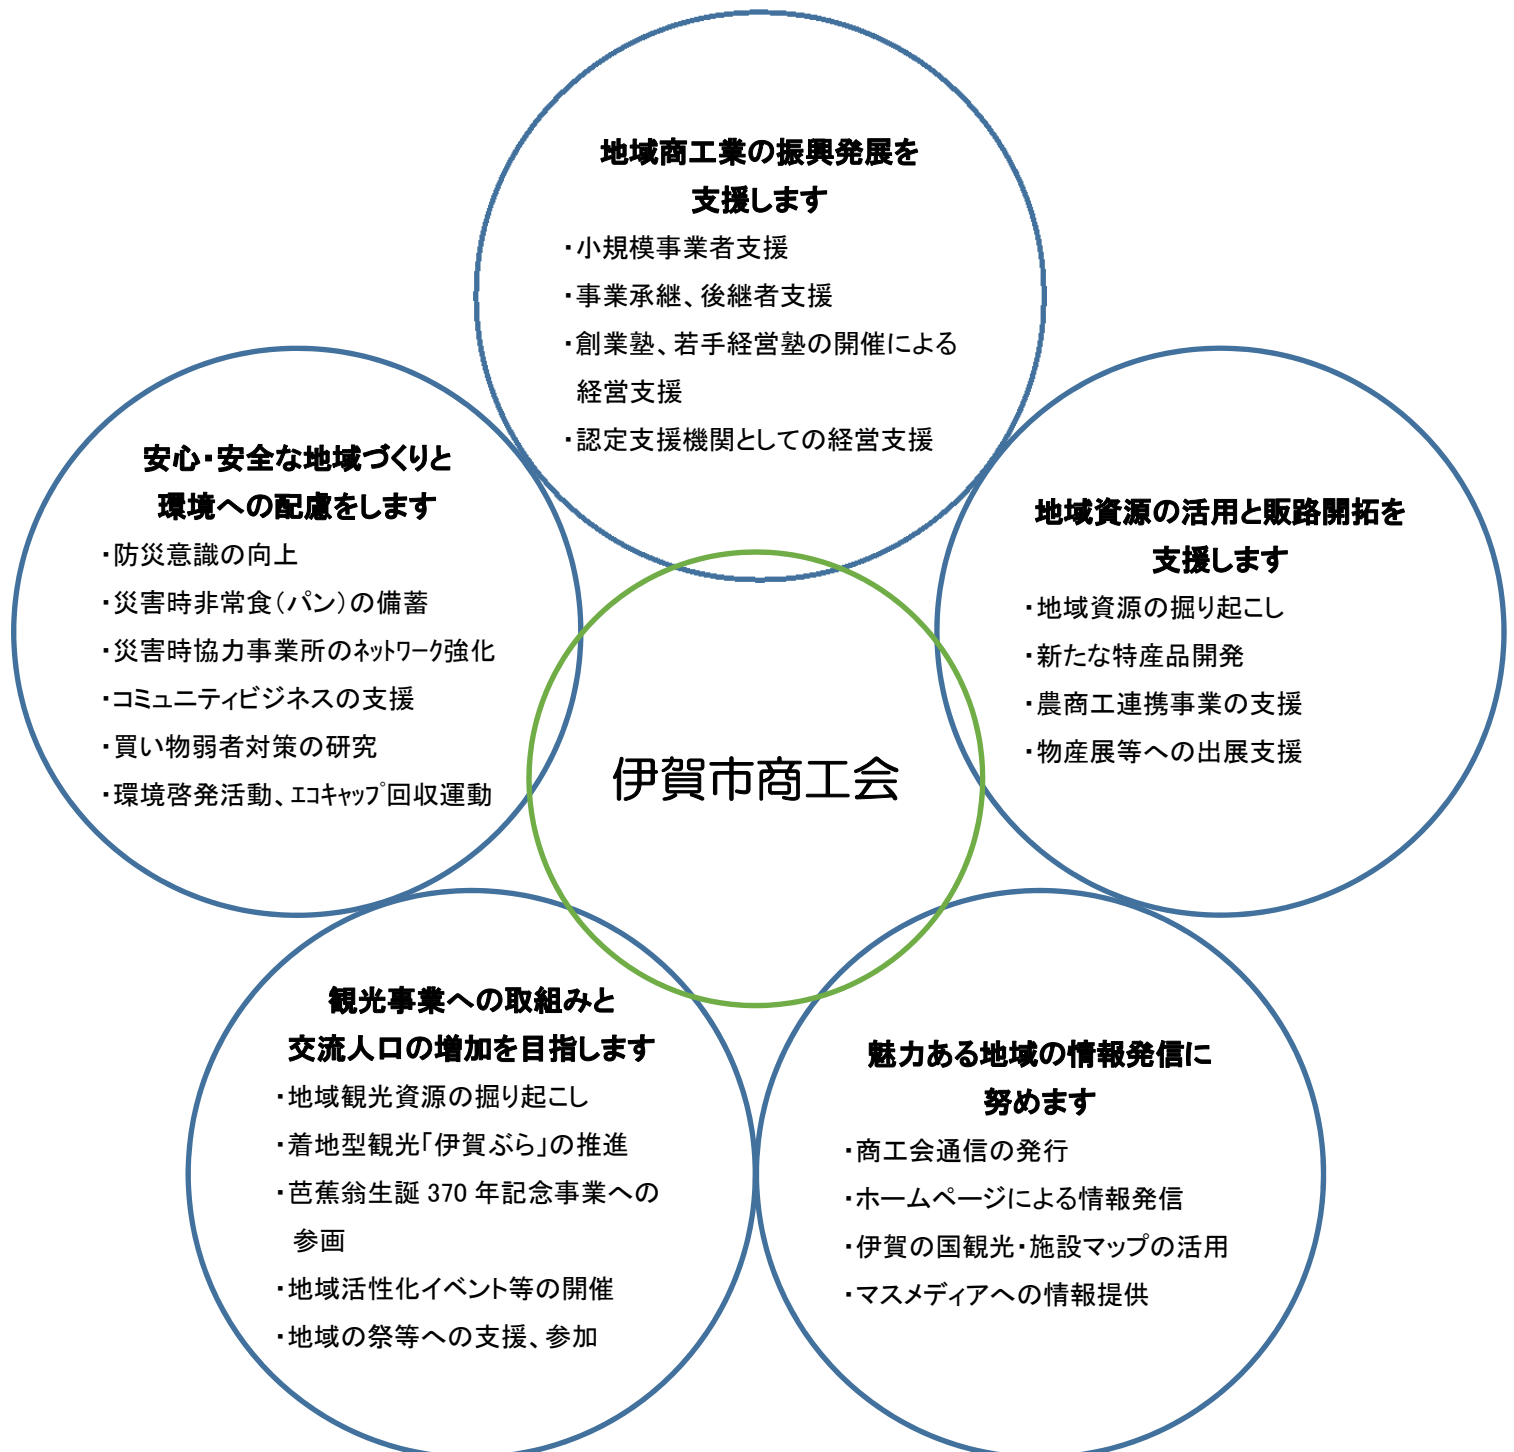 地域商工業の振興発展を
支援します
・小規模事業者支援
・事業承継、後継者支援
・創業塾、若手経営塾の開催による
経営支援
・認定支援機関としての経営支援
安心・安全な地域づくりと
環境への配慮をします
・防災意識の向上
・災害時非常食(パン)の備蓄
・災害時協力事業所のﾈｯﾄﾜｰｸ強化
・コミュニティビジネスの支援
・買い物弱者対策の研究
・環境啓発活動、ｴｺｷｬｯﾌﾟ回収運動
地域資源の活用と販路開拓を
支援します
・地域資源の掘り起こし
・新たな特産品開発
・農商工連携事業の支援
・物産展等への出展支援
伊賀市商工会
観光事業への取組みと
交流人口の増加を目指します
・地域観光資源の掘り起こし
・着地型観光「伊賀ぶら」の推進
・芭蕉翁生誕 370 年記念事業への
参画
・地域活性化イベント等の開催
・地域の祭等への支援、参加
魅力ある地域の情報発信に
努めます
・商工会通信の発行
・ホームページによる情報発信
・伊賀の国観光・施設マップの活用
・マスメディアへの情報提供